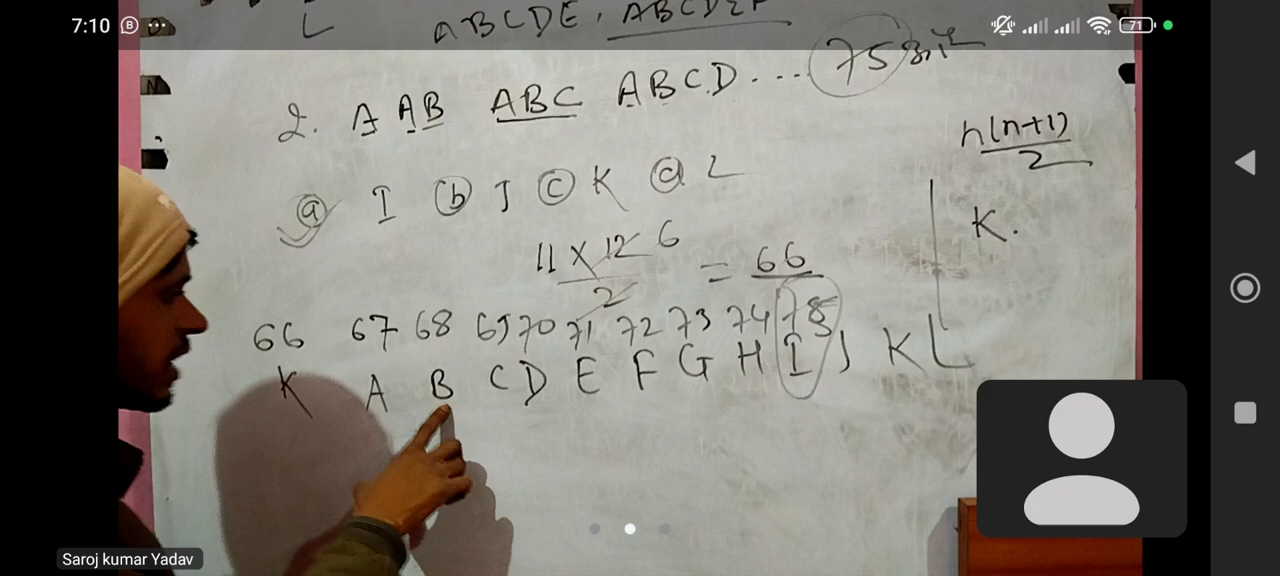 7:10 71
L ABCDE, ABCDEF
2. A AB ABC ABCD.... 75
n(n+1)
2
a I b J c K d L
K.
11 X 12 6
2
= 66
66 67 68 69 70 71 72 73 74 75
K A B C D E F G H I J K L
Saroj kumar Yadav